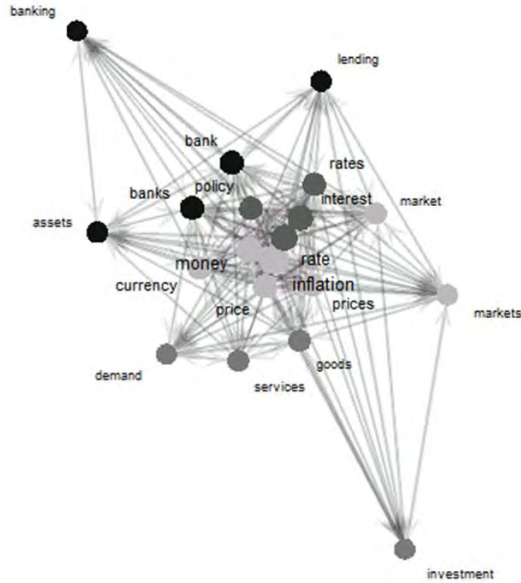 banking
lending
bank
rates
banks
policy
interest
market
assets
money
rate
currency
inflation
price
prices
markets
demand
goods
services
investment